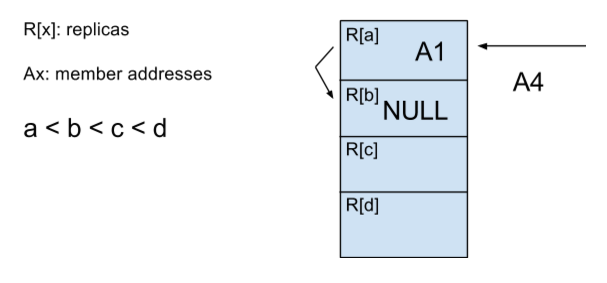 R[x]: replicas
Ax: member addresses
a < b < c < d
R[a]
A1
A4
R[b]
NULL
R[c]
R[d]